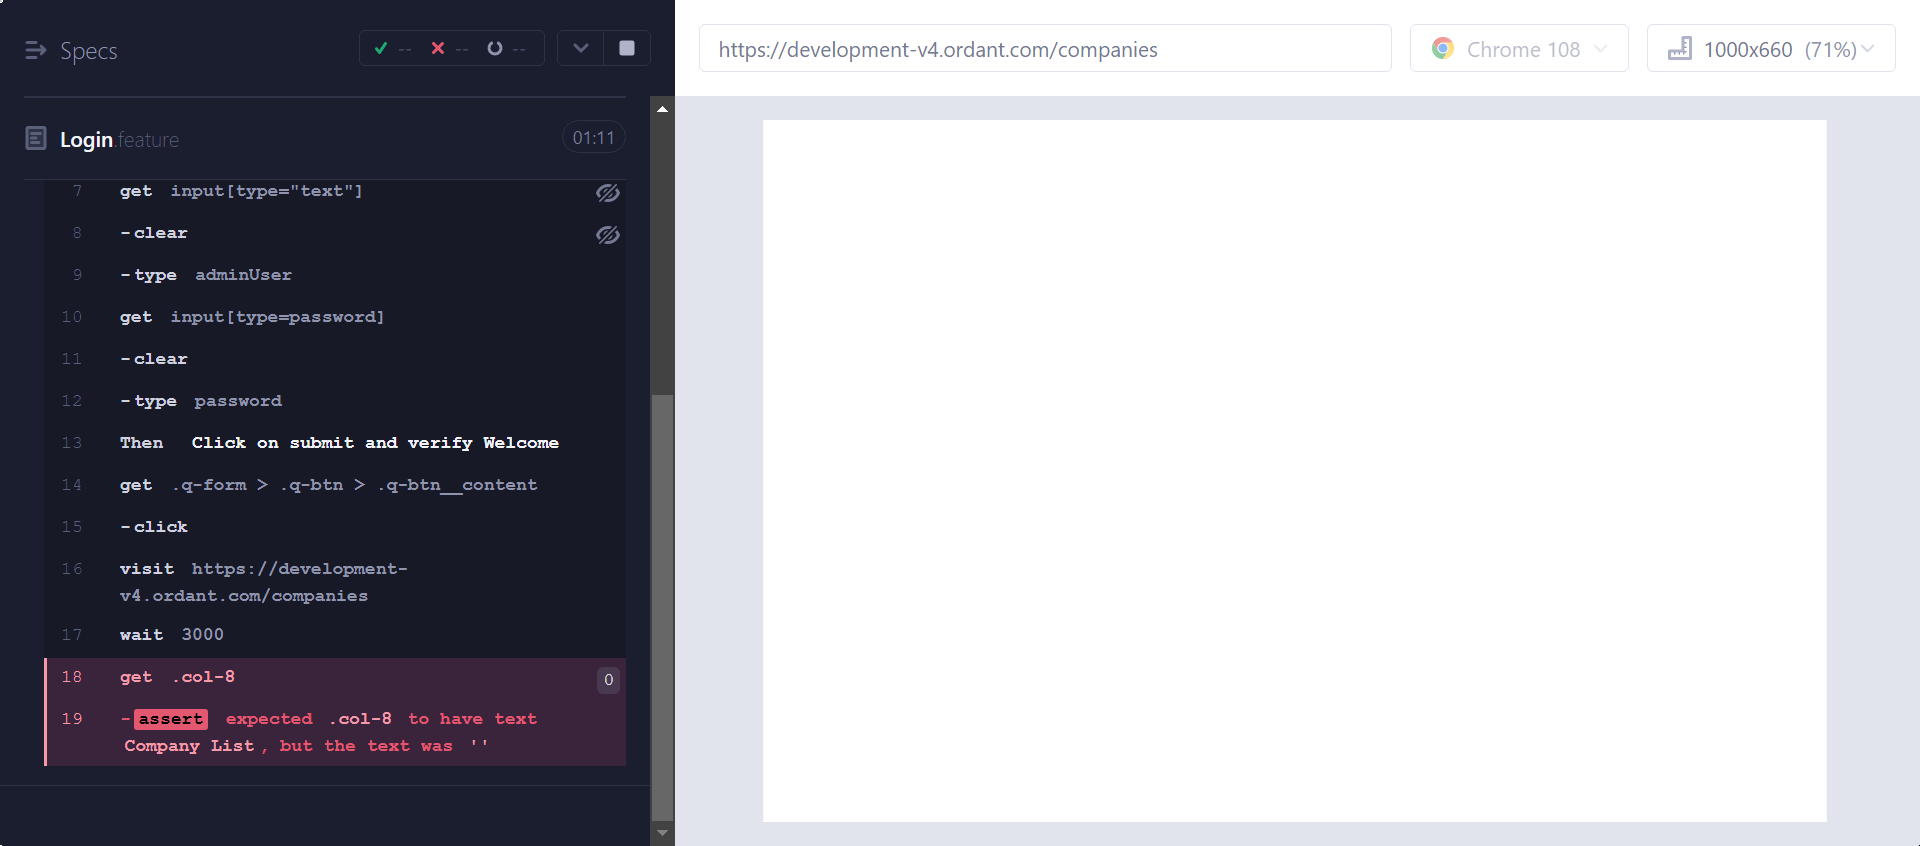 Specs
--
--
--
https://development-v4.ordant.com/companies
Chrome 108
1000x660 (71%)
Login.feature
01:11
7 get input[type="text"]
8 -clear
9 -type adminUser
10 get input[type=password]
11 -clear
12 -type password
13 Then Click on submit and verify Welcome
14 get .q-form > .q-btn > .q-btn__content
15 -click
16 visit https://development-
v4.ordant.com/companies
17 wait 3000
18 get .col-8 0
19 -assert expected .col-8 to have text
Company List, but the text was ''